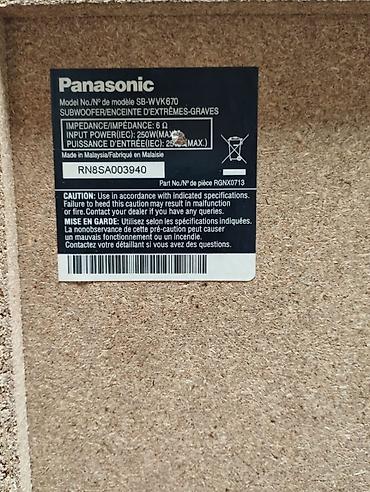 Panasonic
Model No./Nº de modèle SB-WVK670
SUBWOOFER/ENCEINTE D'EXTRÊMES-GRAVES
IMPEDANCE/IMPÉDANCE: 6 Ω
INPUT POWER(IEC): 250W(MAX.)
PUISSANCE D'ENTRÉE(IEC): 250W(MAX.)
Made in Malaysia/Fabriqué en Malaisie
RN8SA003940
Part No./Nº de pièce RGNX0713
CAUTION: Use in accordance with indicated specifications.
Failure to heed this caution may result in malfunction
or fire.Contact your dealer if you have any queries.
MISE EN GARDE: Utilisez selon les spécifications indiquées.
La nonobservance de cette pré-caution peut causer
un mauvais fonctionnement ou un incendie.
Contactez votre détaillant si vous avez des questions.